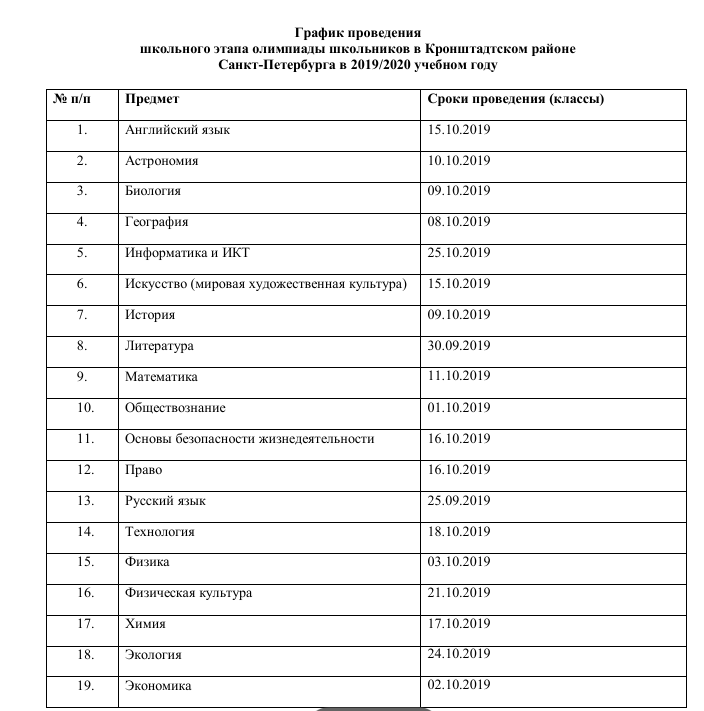 График проведения
школьного этапа олимпиады школьников в Кронштадтском районе
Санкт-Петербурга в 2019/2020 учебном году
№ п/п Предмет Сроки проведения (классы)
1. Английский язык 15.10.2019
2. Астрономия 10.10.2019
3. Биология 09.10.2019
4. География 08.10.2019
5. Информатика и ИКТ 25.10.2019
6. Искусство (мировая художественная культура) 15.10.2019
7. История 09.10.2019
8. Литература 30.09.2019
9. Математика 11.10.2019
10. Обществознание 01.10.2019
11. Основы безопасности жизнедеятельности 16.10.2019
12. Право 16.10.2019
13. Русский язык 25.09.2019
14. Технология 18.10.2019
15. Физика 03.10.2019
16. Физическая культура 21.10.2019
17. Химия 17.10.2019
18. Экология 24.10.2019
19. Экономика 02.10.2019